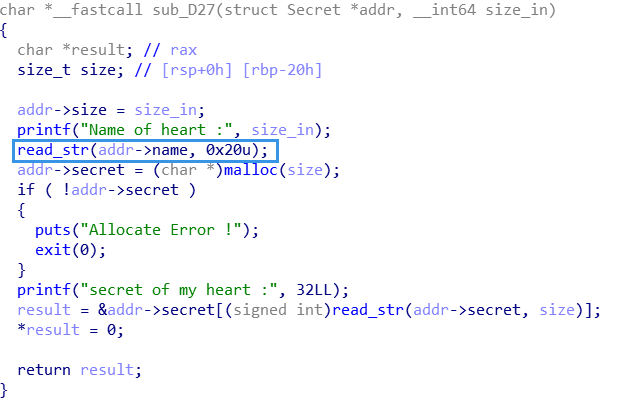 char *__fastcall sub_D27(struct Secret *addr, __int64 size_in)
{
  char *result; // rax
  size_t size; // [rsp+0h] [rbp-20h]

  addr->size = size_in;
  printf("Name of heart :", size_in);
  read_str(addr->name, 0x20u);
  addr->secret = (char *)malloc(size);
  if ( !addr->secret )
  {
    puts("Allocate Error !");
    exit(0);
  }
  printf("secret of my heart :", 32LL);
  result = &addr->secret[(signed int)read_str(addr->secret, size)];
  *result = 0;

  return result;
}